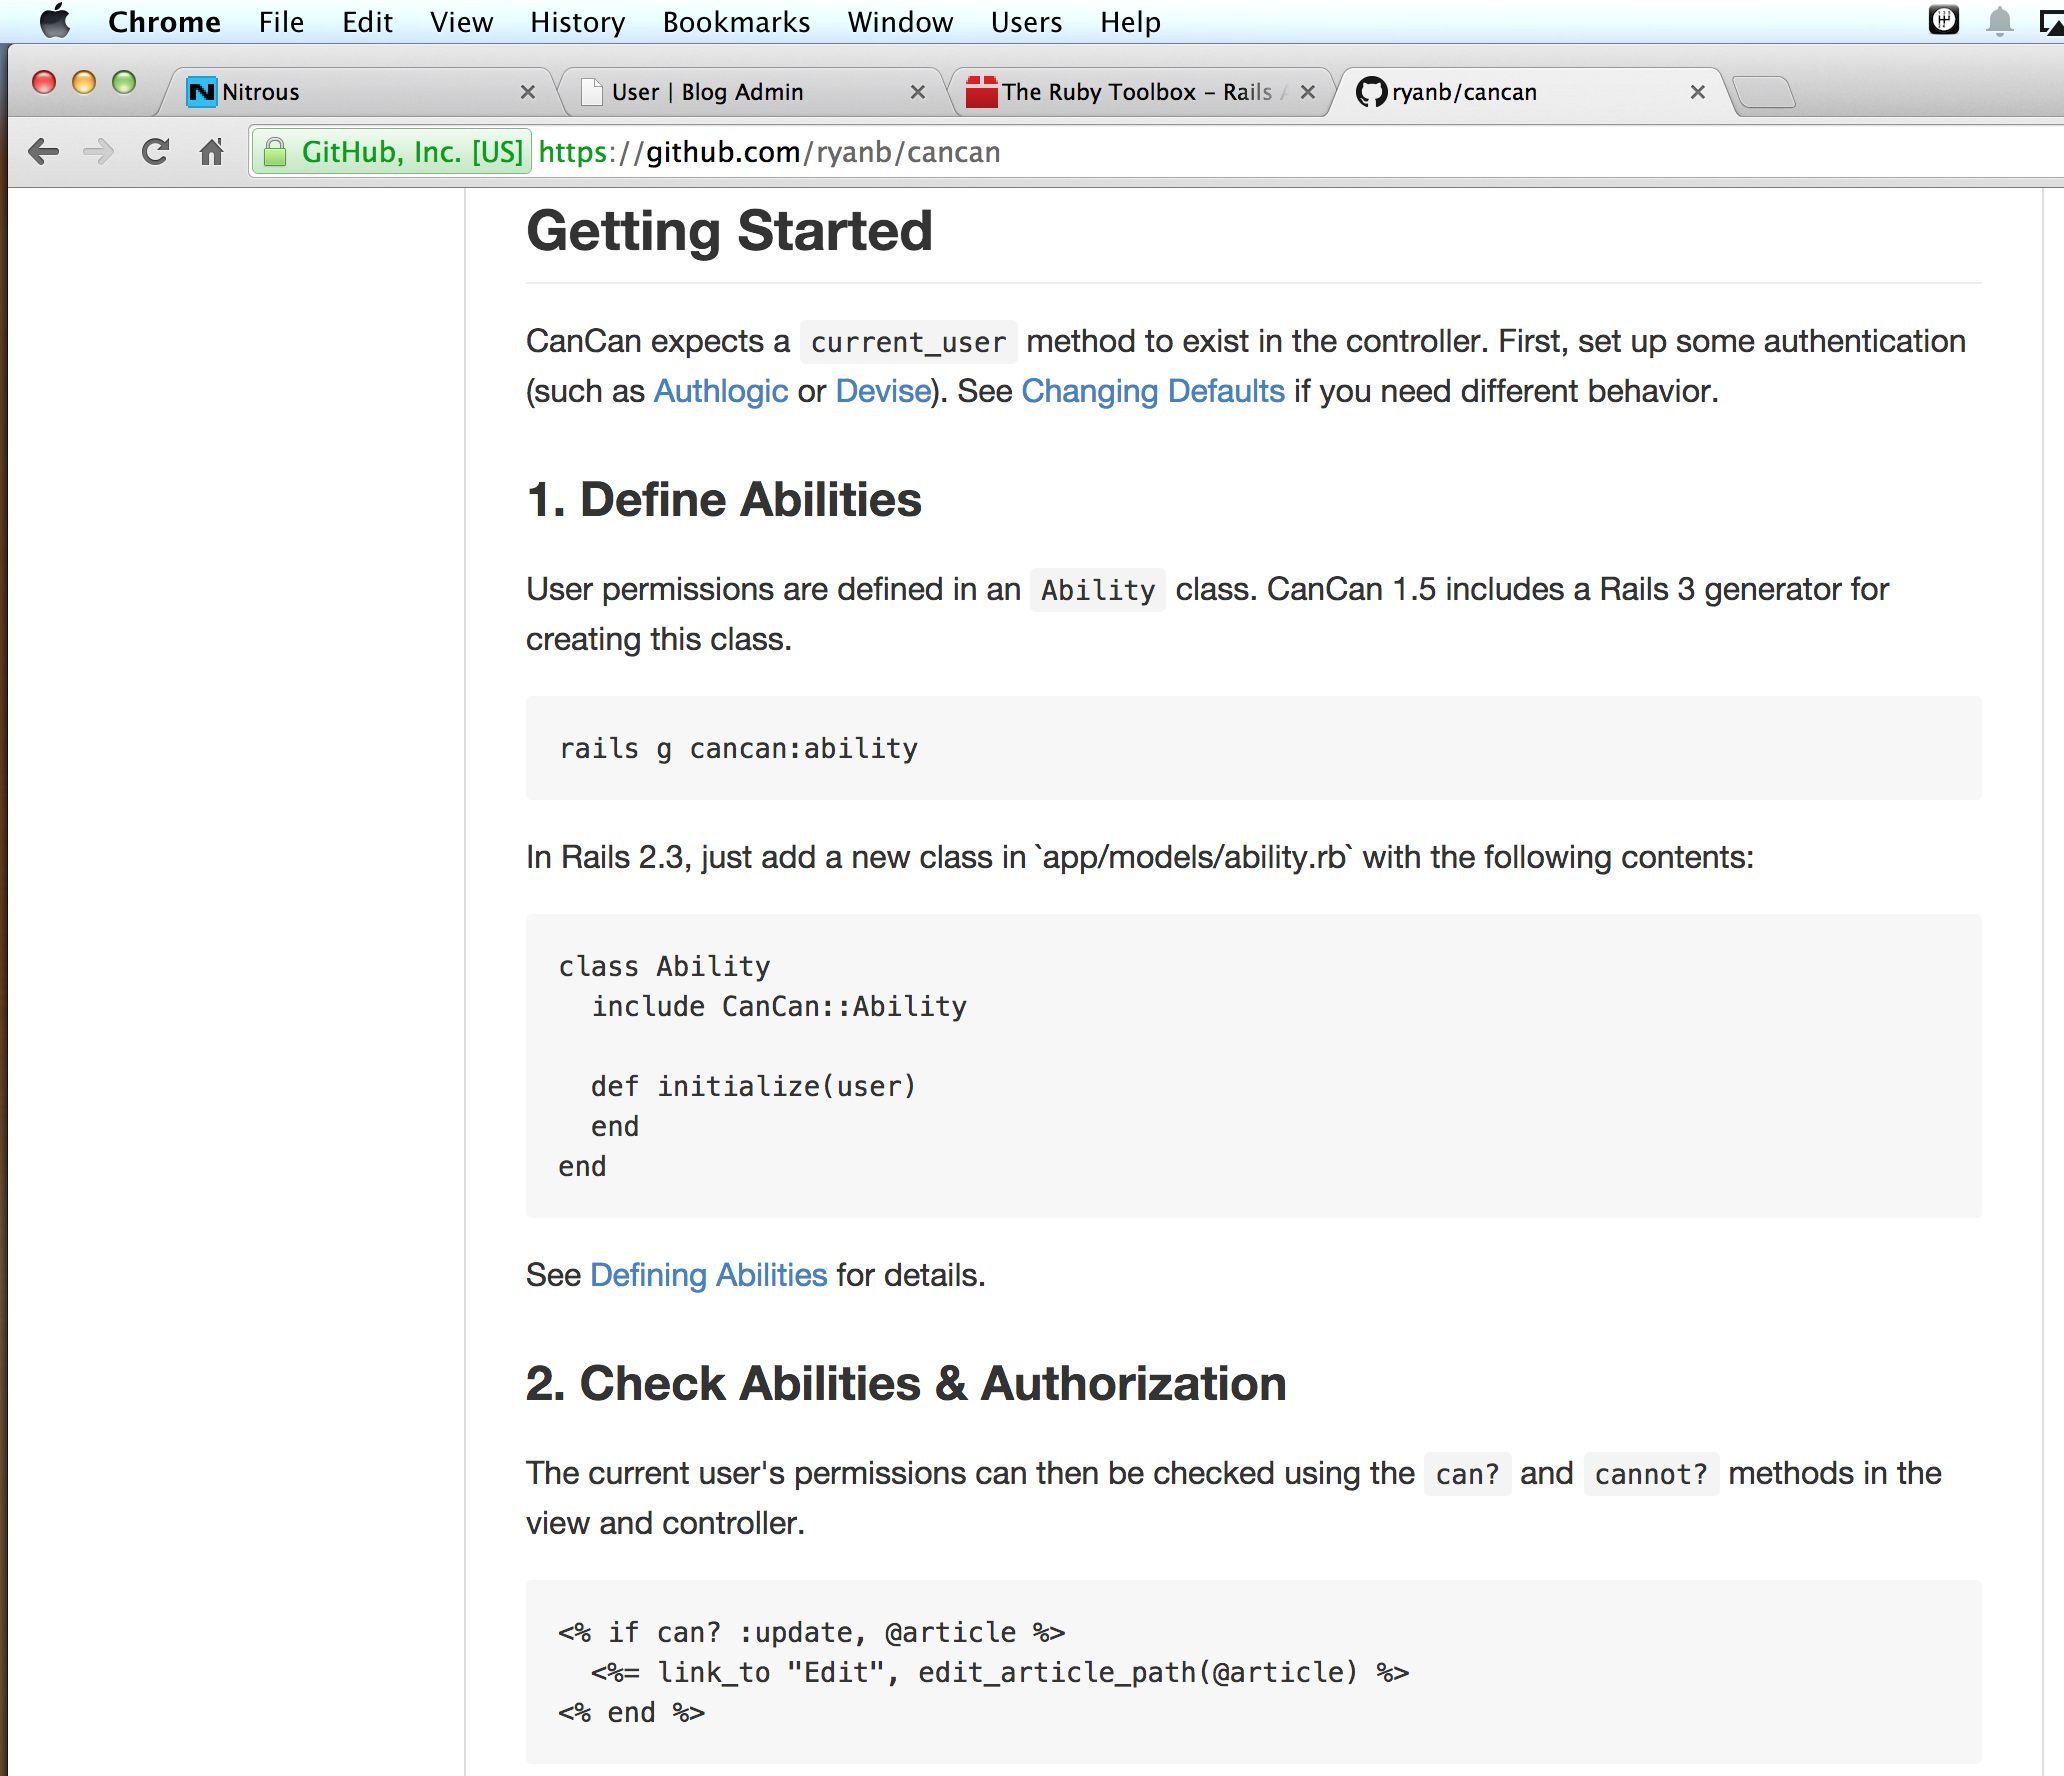 Chrome File Edit View History Bookmarks Window Users Help
Nitrous
User | Blog Admin
The Ruby Toolbox – Rails
ryanb/cancan
GitHub, Inc. [US] https://github.com/ryanb/cancan
Getting Started
CanCan expects a current_user method to exist in the controller. First, set up some authentication
(such as Authlogic or Devise). See Changing Defaults if you need different behavior.
1. Define Abilities
User permissions are defined in an Ability class. CanCan 1.5 includes a Rails 3 generator for
creating this class.
rails g cancan:ability
In Rails 2.3, just add a new class in `app/models/ability.rb` with the following contents:
class Ability
  include CanCan::Ability

  def initialize(user)
  end
end
See Defining Abilities for details.
2. Check Abilities & Authorization
The current user's permissions can then be checked using the can? and cannot? methods in the
view and controller.
<% if can? :update, @article %>
  <%= link_to "Edit", edit_article_path(@article) %>
<% end %>